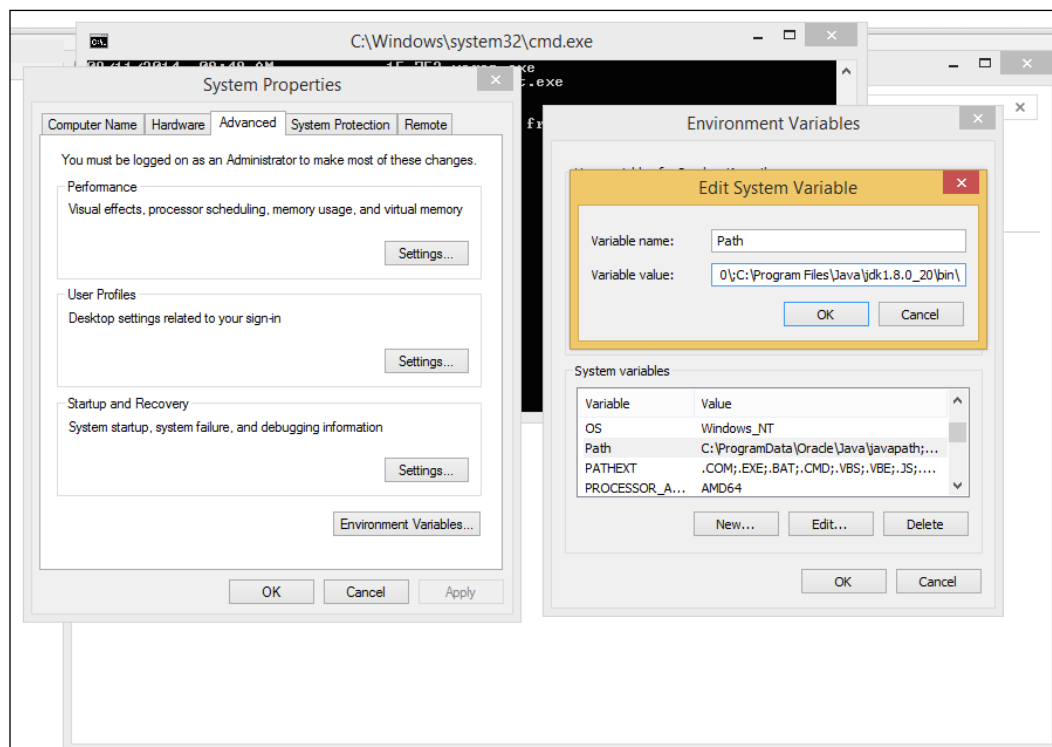 C:\Windows\system32\cmd.exe
t.exe
System Properties
Computer Name Hardware Advanced System Protection Remote
You must be logged on as an Administrator to make most of these changes.
Performance
Visual effects, processor scheduling, memory usage, and virtual memory
Settings...
User Profiles
Desktop settings related to your sign-in
Settings...
Startup and Recovery
System startup, system failure, and debugging information
Settings...
Environment Variables...
OK Cancel Apply
fr
Environment Variables
Edit System Variable
Variable name: Path
Variable value: 0\;C:\Program Files\Java\jdk1.8.0_20\bin\
OK Cancel
System variables
Variable Value
OS Windows_NT
Path C:\ProgramData\Oracle\Java\javapath;...
PATHEXT .COM;.EXE;.BAT;.CMD;.VBS;.VBE;.JS;....
PROCESSOR_A... AMD64
New... Edit... Delete
OK Cancel